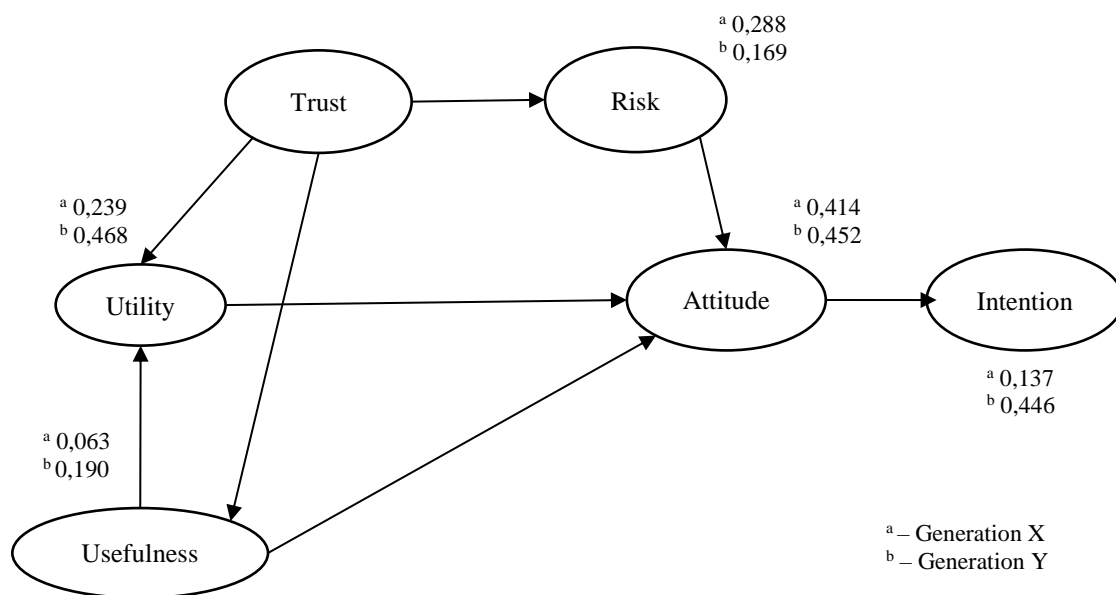 a 0,288
b 0,169
Trust
Risk
a 0,239
b 0,468
a 0,414
b 0,452
Utility
Attitude
Intention
a 0,137
b 0,446
a 0,063
b 0,190
Usefulness
a – Generation X
b – Generation Y